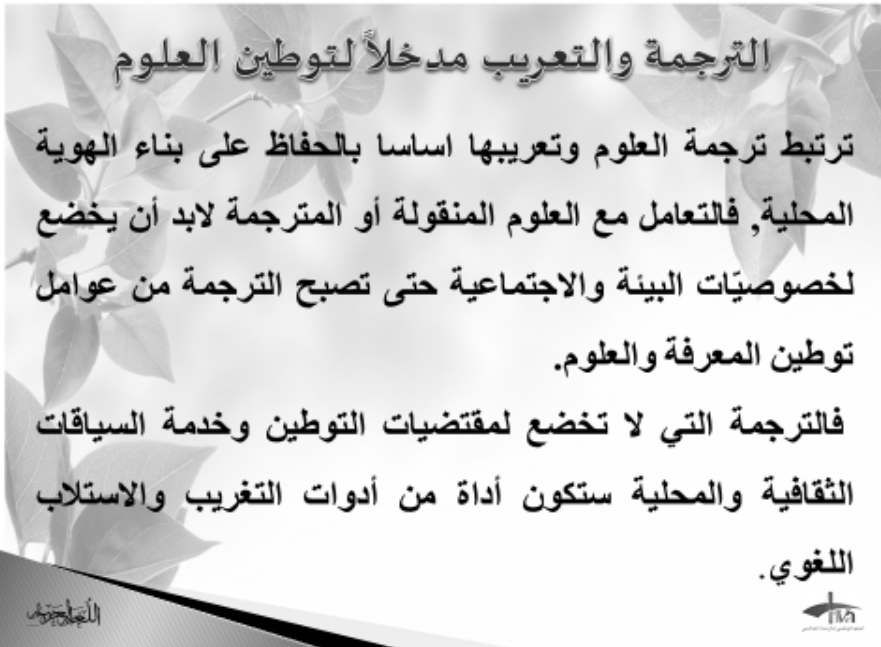 الترجمة والتعريب مدخلاً لتوطين العلوم
ترتبط ترجمة العلوم وتعريبها اساسا بالحفاظ على بناء الهوية
المحلية, فالتعامل مع العلوم المنقولة أو المترجمة لابد أن يخضع
لخصوصيّات البيئة والاجتماعية حتى تصبح الترجمة من عوامل
توطين المعرفة والعلوم.
فالترجمة التي لا تخضع لمقتضيات التوطين وخدمة السياقات
الثقافية والمحلية ستكون أداة من أدوات التغريب والاستلاب
اللغوي.